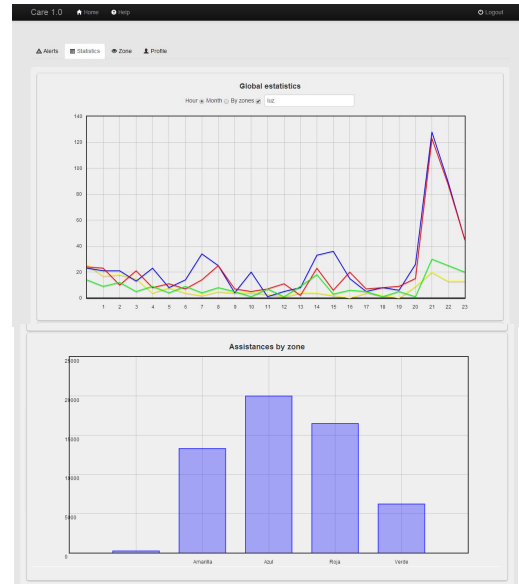 Care 1.0 Home Help Logout
Alerts Statistics Zone Profile
Global estatistics
Hour Month By zones list
140
120
100
80
60
40
20
0
1 2 3 4 5 6 7 8 9 10 11 12 13 14 15 16 17 18 19 20 21 22 23
Assistances by zone
25000
20000
15000
10000
5000
0
Amarilla Azul Roja Verde